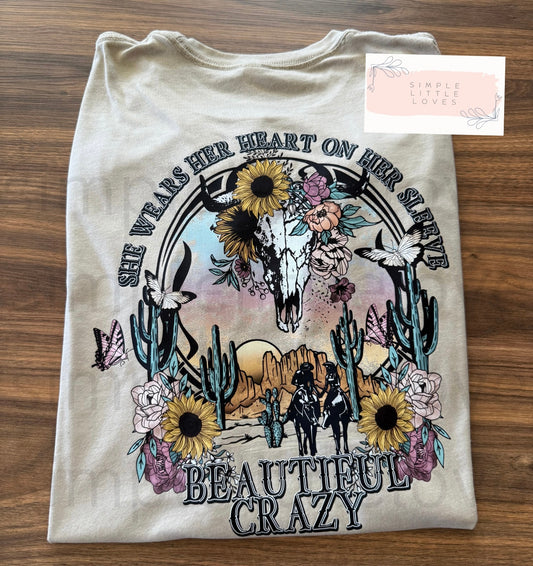 SIMPLE
LITTLE
LOVES
SHE WEARS HER HEART ON HER SLEEVE
BEAUTIFUL
CRAZY